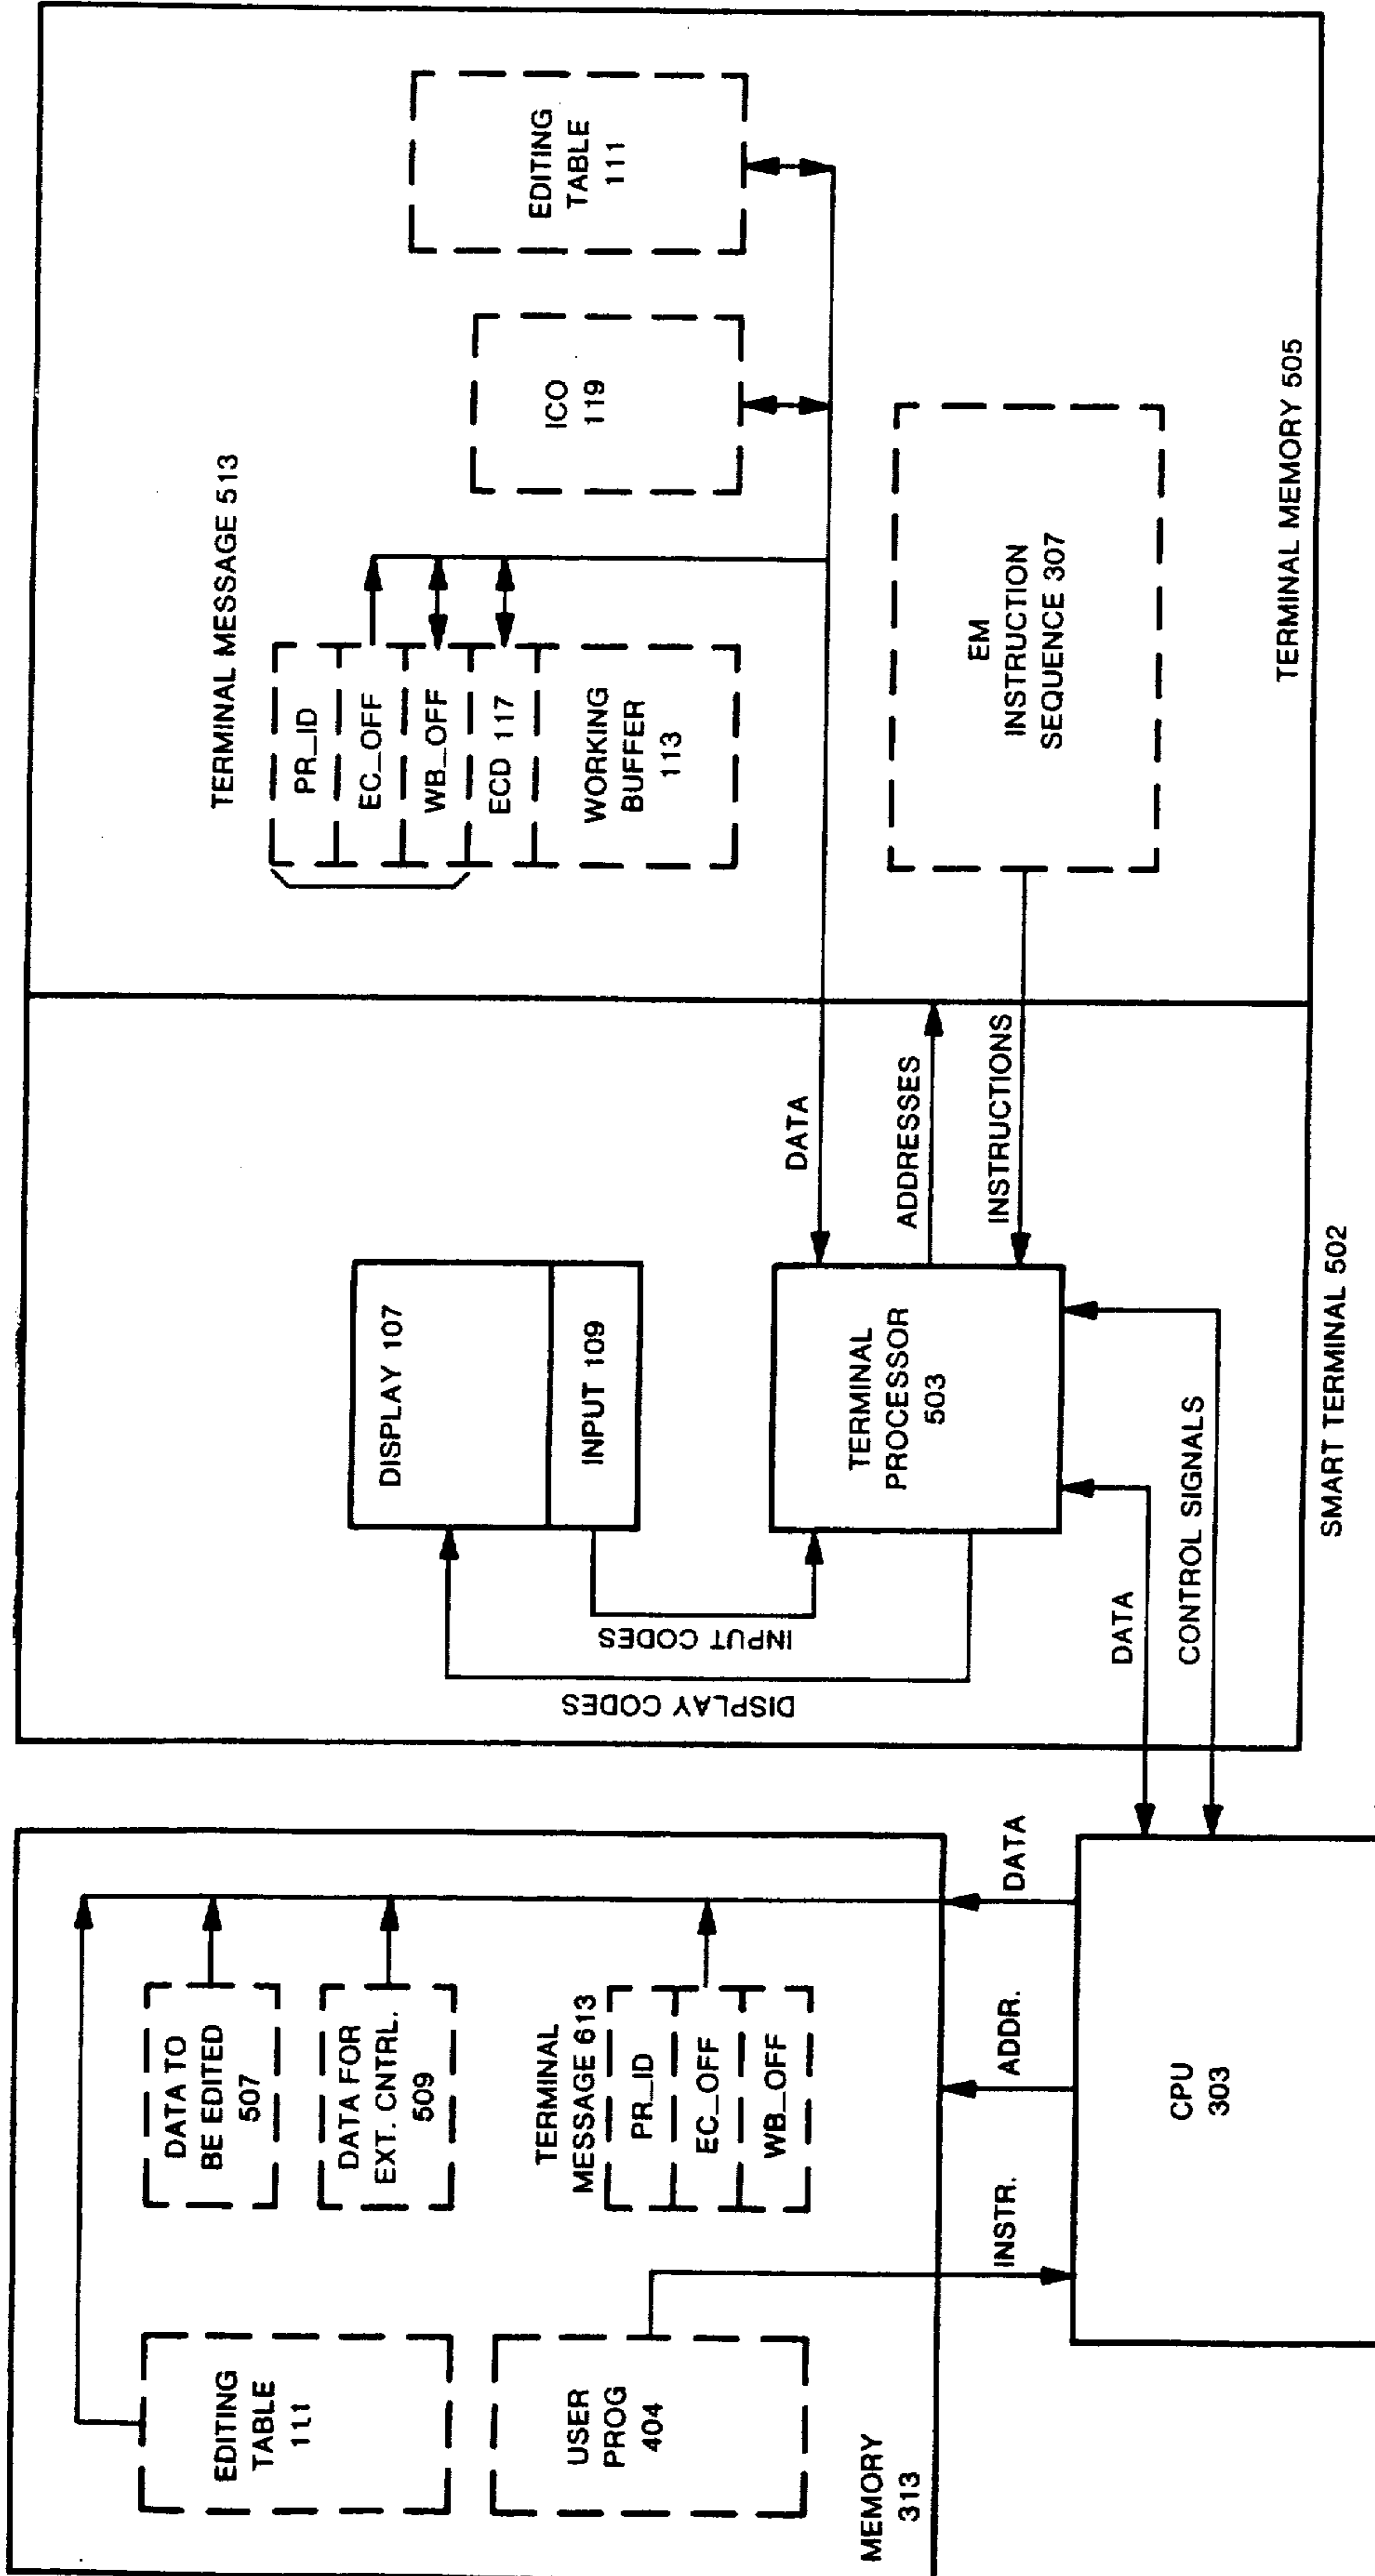 EDITING
TABLE
111
USER
PROG
404
MEMORY
313
DATA TO
BE EDITED
507
DATA FOR
EXT. CNTRL.
509
TERMINAL
MESSAGE 613
PR_ID
EC_OFF
WB_OFF
INSTR.
ADDR.
DATA
CPU
303
DISPLAY CODES
INPUT CODES
DISPLAY 107
INPUT 109
TERMINAL
PROCESSOR
503
DATA
CONTROL SIGNALS
DATA
ADDRESSES
INSTRUCTIONS
SMART TERMINAL 502
TERMINAL MESSAGE 513
PR_ID
EC_OFF
WB_OFF
ECD 117
WORKING
BUFFER
113
ICO
119
EDITING
TABLE
111
EM
INSTRUCTION
SEQUENCE 307
TERMINAL MEMORY 505